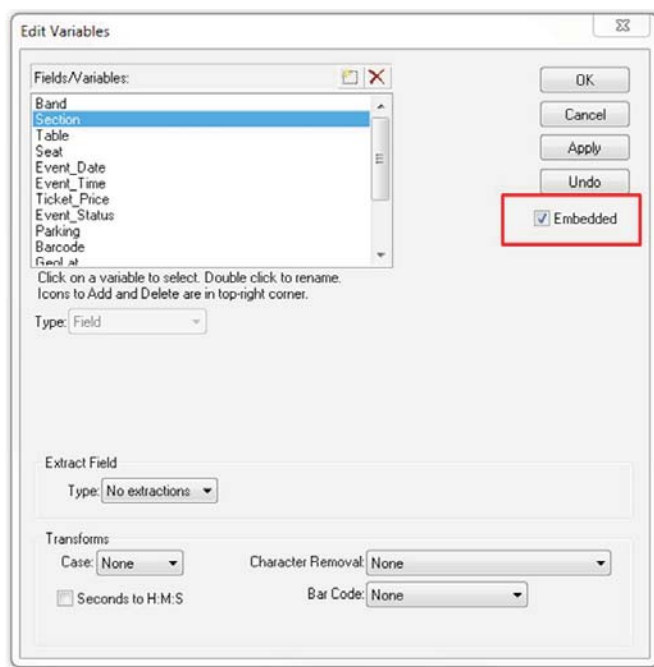 Edit Variables
Fields/Variables:
OK
Band
Section
Table
Seat
Event_Date
Event_Time
Ticket_Price
Event_Status
Parking
Barcode
GeoLat
Cancel
Apply
Undo
Embedded
Click on a variable to select. Double click to rename.
Icons to Add and Delete are in top-right corner.
Type: Field
Extract Field
Type: No extractions
Transforms
Case: None
Character Removal: None
Seconds to H:M:S
Bar Code: None